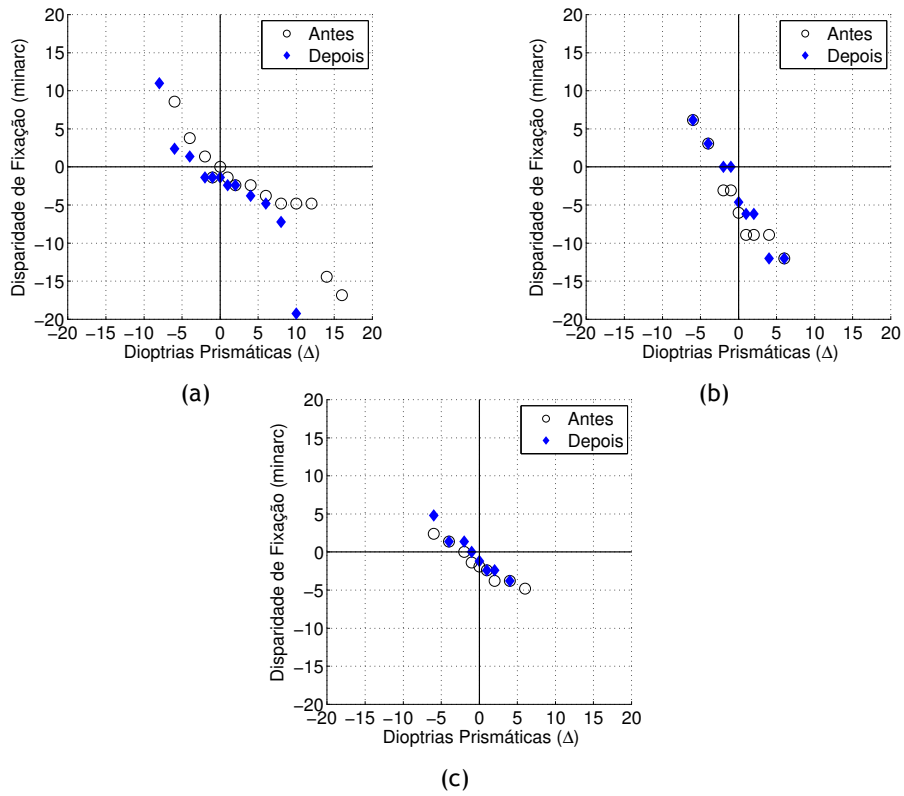 20
15
10
5
0
−5
−10
−15
−20
−20 −15 −10 −5 0 5 10 15 20
Disparidade de Fixação (minarc)
Dioptrias Prismáticas (Δ)
Antes
Depois
(a)
20
15
10
5
0
−5
−10
−15
−20
−20 −15 −10 −5 0 5 10 15 20
Disparidade de Fixação (minarc)
Dioptrias Prismáticas (Δ)
Antes
Depois
(b)
20
15
10
5
0
−5
−10
−15
−20
−20 −15 −10 −5 0 5 10 15 20
Disparidade de Fixação (minarc)
Dioptrias Prismáticas (Δ)
Antes
Depois
(c)